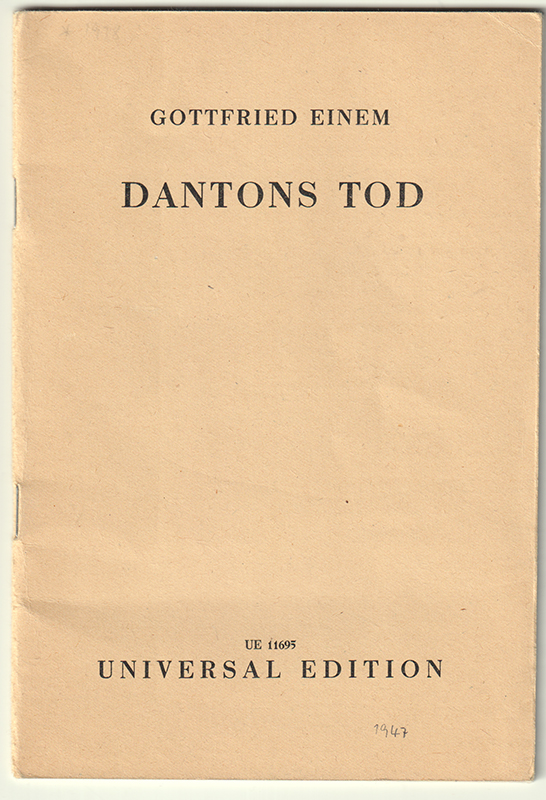 GOTTFRIED EINEM
DANTONS TOD
UE 11695
UNIVERSAL EDITION
1947